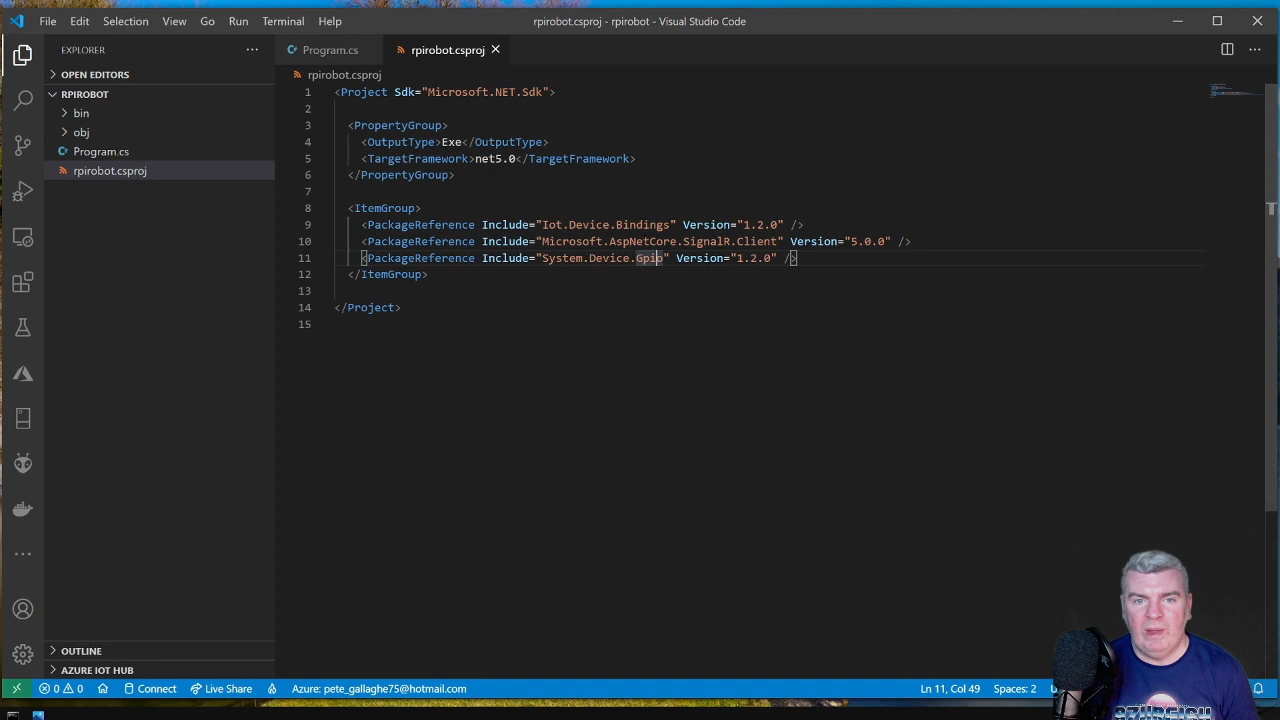 File Edit Selection View Go Run Terminal Help
rpirobot.csproj - rpirobot - Visual Studio Code
EXPLORER
Program.cs
rpirobot.csproj
OPEN EDITORS
RPIROBOT
bin
obj
Program.cs
rpirobot.csproj
rpirobot.csproj
1 <Project Sdk="Microsoft.NET.Sdk">
2
3 <PropertyGroup>
4 <OutputType>Exe</OutputType>
5 <TargetFramework>net5.0</TargetFramework>
6 </PropertyGroup>
7
8 <ItemGroup>
9 <PackageReference Include="Iot.Device.Bindings" Version="1.2.0" />
10 <PackageReference Include="Microsoft.AspNetCore.SignalR.Client" Version="5.0.0" />
11 <PackageReference Include="System.Device.Gpio" Version="1.2.0" />
12 </ItemGroup>
13
14 </Project>
15
OUTLINE
AZURE IOT HUB
0 0 Connect Live Share Azure: pete_gallaghe75@hotmail.com Ln 11, Col 49 Spaces: 2